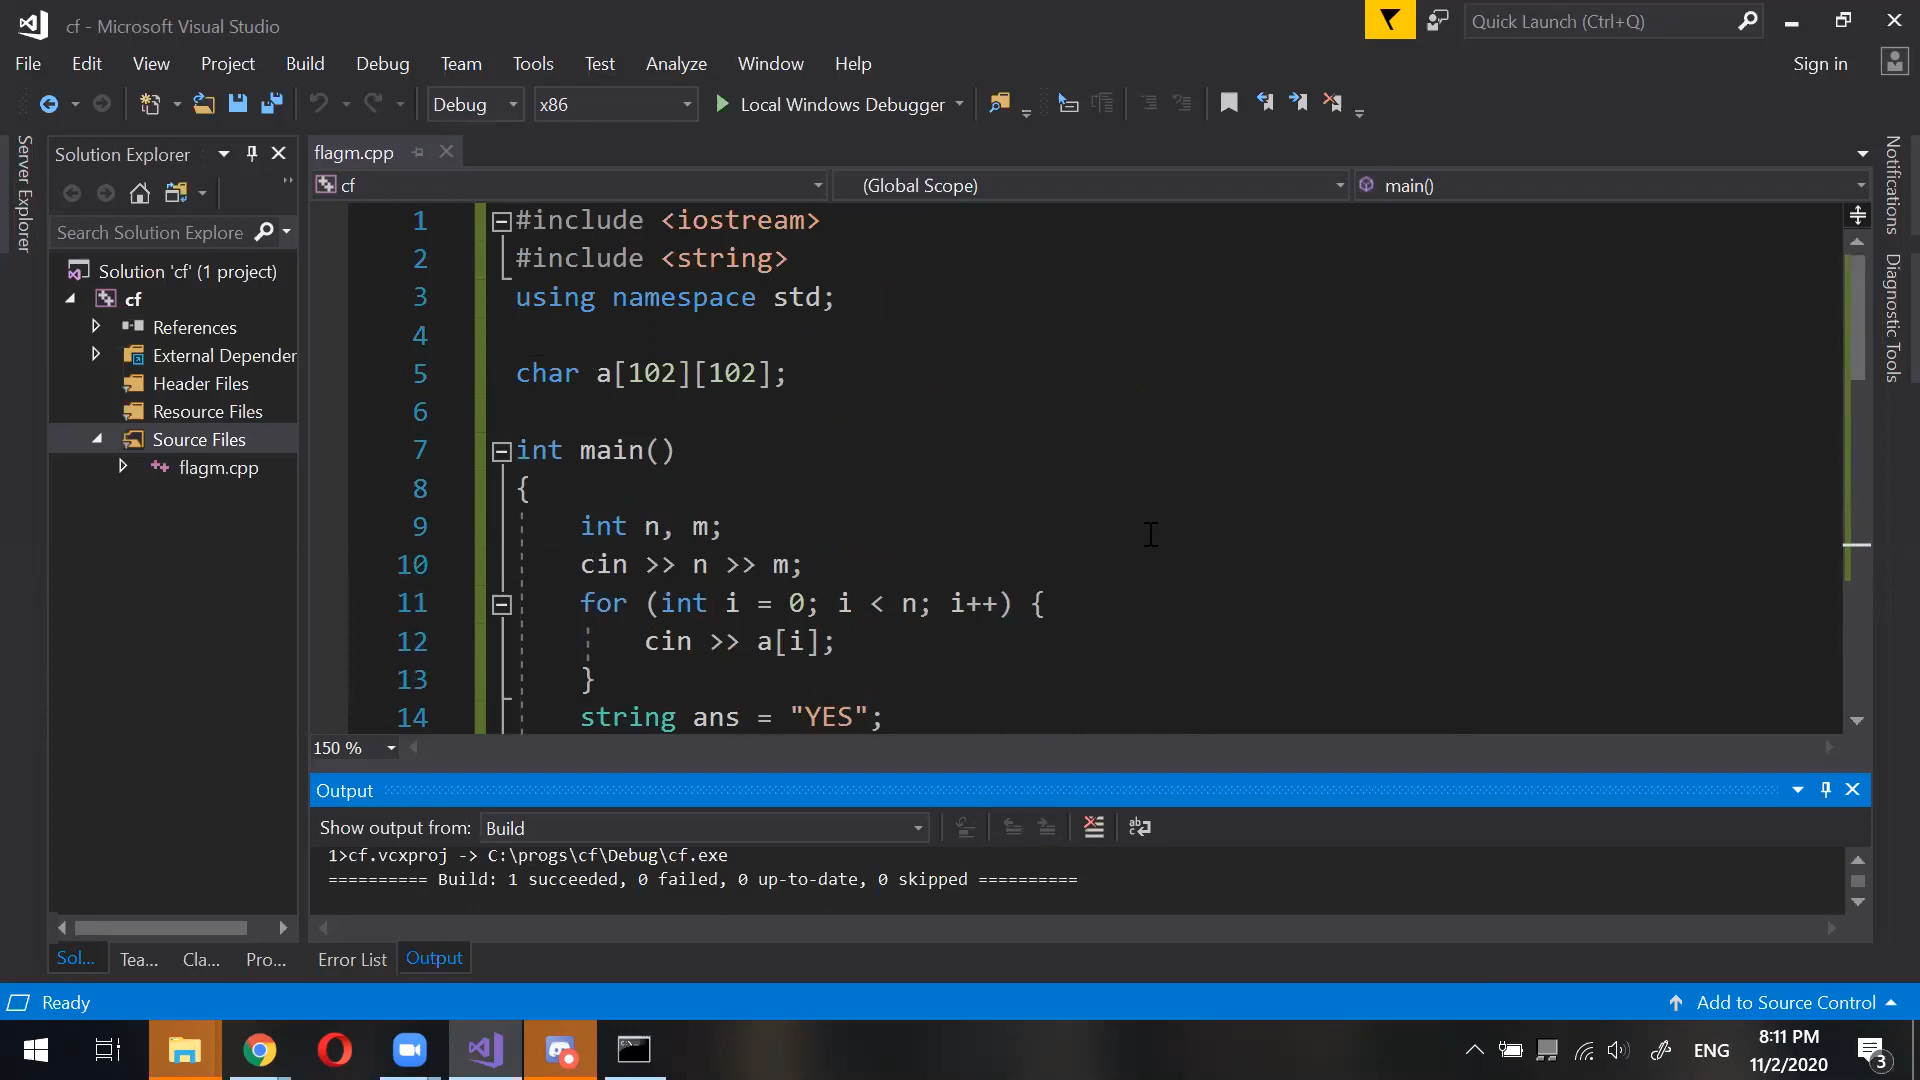 cf - Microsoft Visual Studio
Quick Launch (Ctrl+Q)
File Edit View Project Build Debug Team Tools Test Analyze Window Help
Sign in
Debug x86 Local Windows Debugger
Server Explorer
Solution Explorer
Search Solution Explore
Solution 'cf' (1 project)
cf
References
External Depender
Header Files
Resource Files
Source Files
flagm.cpp
Sol... Tea... Cla... Pro...
flagm.cpp
cf (Global Scope) main()
1 #include <iostream>
2 #include <string>
3 using namespace std;
4
5 char a[102][102];
6
7 int main()
8 {
9 int n, m;
10 cin >> n >> m;
11 for (int i = 0; i < n; i++) {
12 cin >> a[i];
13 }
14 string ans = "YES";
150 %
Output
Show output from: Build
1>cf.vcxproj -> C:\progs\cf\Debug\cf.exe
========== Build: 1 succeeded, 0 failed, 0 up-to-date, 0 skipped ==========
Error List Output
Notifications
Diagnostic Tools
Ready
Add to Source Control
ENG
8:11 PM
11/2/2020
3